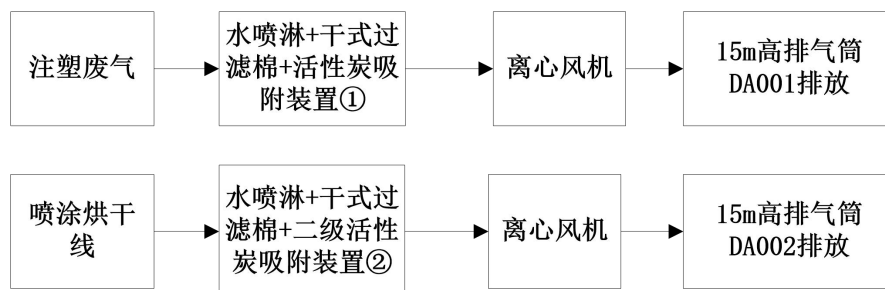 注塑废气
水喷淋+干式过
滤棉+活性炭吸
附装置①
离心风机
15m高排气筒
DA001排放
喷涂烘干
线
水喷淋+干式过
滤棉+二级活性
炭吸附装置②
离心风机
15m高排气筒
DA002排放